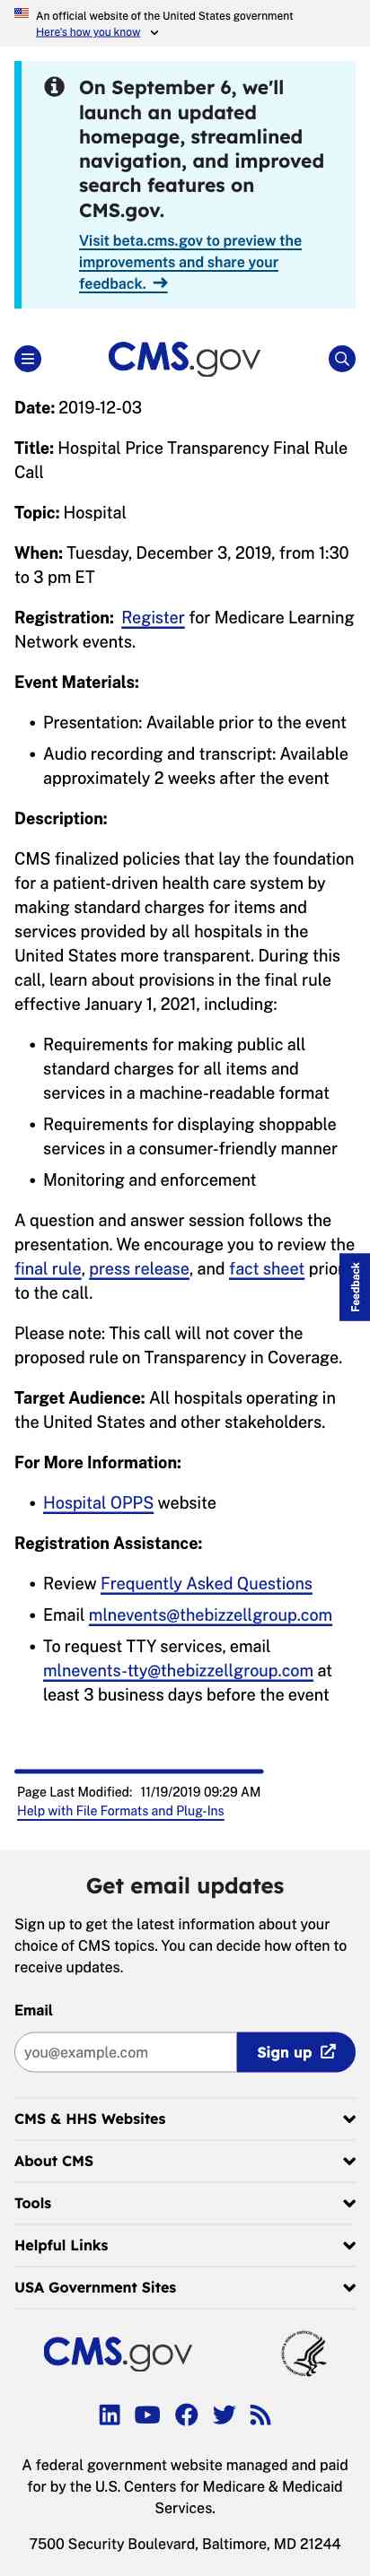 An official website of the United States government
Here's how you know
On September 6, we'll
launch an updated
homepage, streamlined
navigation, and improved
search features on
CMS.gov.
Visit beta.cms.gov to preview the
improvements and share your
feedback. →
CMS.gov
Date: 2019-12-03
Title: Hospital Price Transparency Final Rule
Call
Topic: Hospital
When: Tuesday, December 3, 2019, from 1:30
to 3 pm ET
Registration: Register for Medicare Learning
Network events.
Event Materials:
• Presentation: Available prior to the event
• Audio recording and transcript: Available
approximately 2 weeks after the event
Description:
CMS finalized policies that lay the foundation
for a patient-driven health care system by
making standard charges for items and
services provided by all hospitals in the
United States more transparent. During this
call, learn about provisions in the final rule
effective January 1, 2021, including:
• Requirements for making public all
standard charges for all items and
services in a machine-readable format
• Requirements for displaying shoppable
services in a consumer-friendly manner
• Monitoring and enforcement
A question and answer session follows the
presentation. We encourage you to review the
final rule, press release, and fact sheet prior
to the call.
Feedback
Please note: This call will not cover the
proposed rule on Transparency in Coverage.
Target Audience: All hospitals operating in
the United States and other stakeholders.
For More Information:
• Hospital OPPS website
Registration Assistance:
• Review Frequently Asked Questions
• Email mlnevents@thebizzellgroup.com
• To request TTY services, email
mlnevents-tty@thebizzellgroup.com at
least 3 business days before the event
Page Last Modified: 11/19/2019 09:29 AM
Help with File Formats and Plug-Ins
Get email updates
Sign up to get the latest information about your
choice of CMS topics. You can decide how often to
receive updates.
Email
you@example.com
Sign up
CMS & HHS Websites
About CMS
Tools
Helpful Links
USA Government Sites
CMS.gov
A federal government website managed and paid
for by the U.S. Centers for Medicare & Medicaid
Services.
7500 Security Boulevard, Baltimore, MD 21244